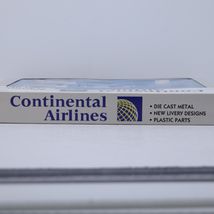 Continental
Airlines
• DIE CAST METAL
• NEW LIVERY DESIGNS
• PLASTIC PARTS